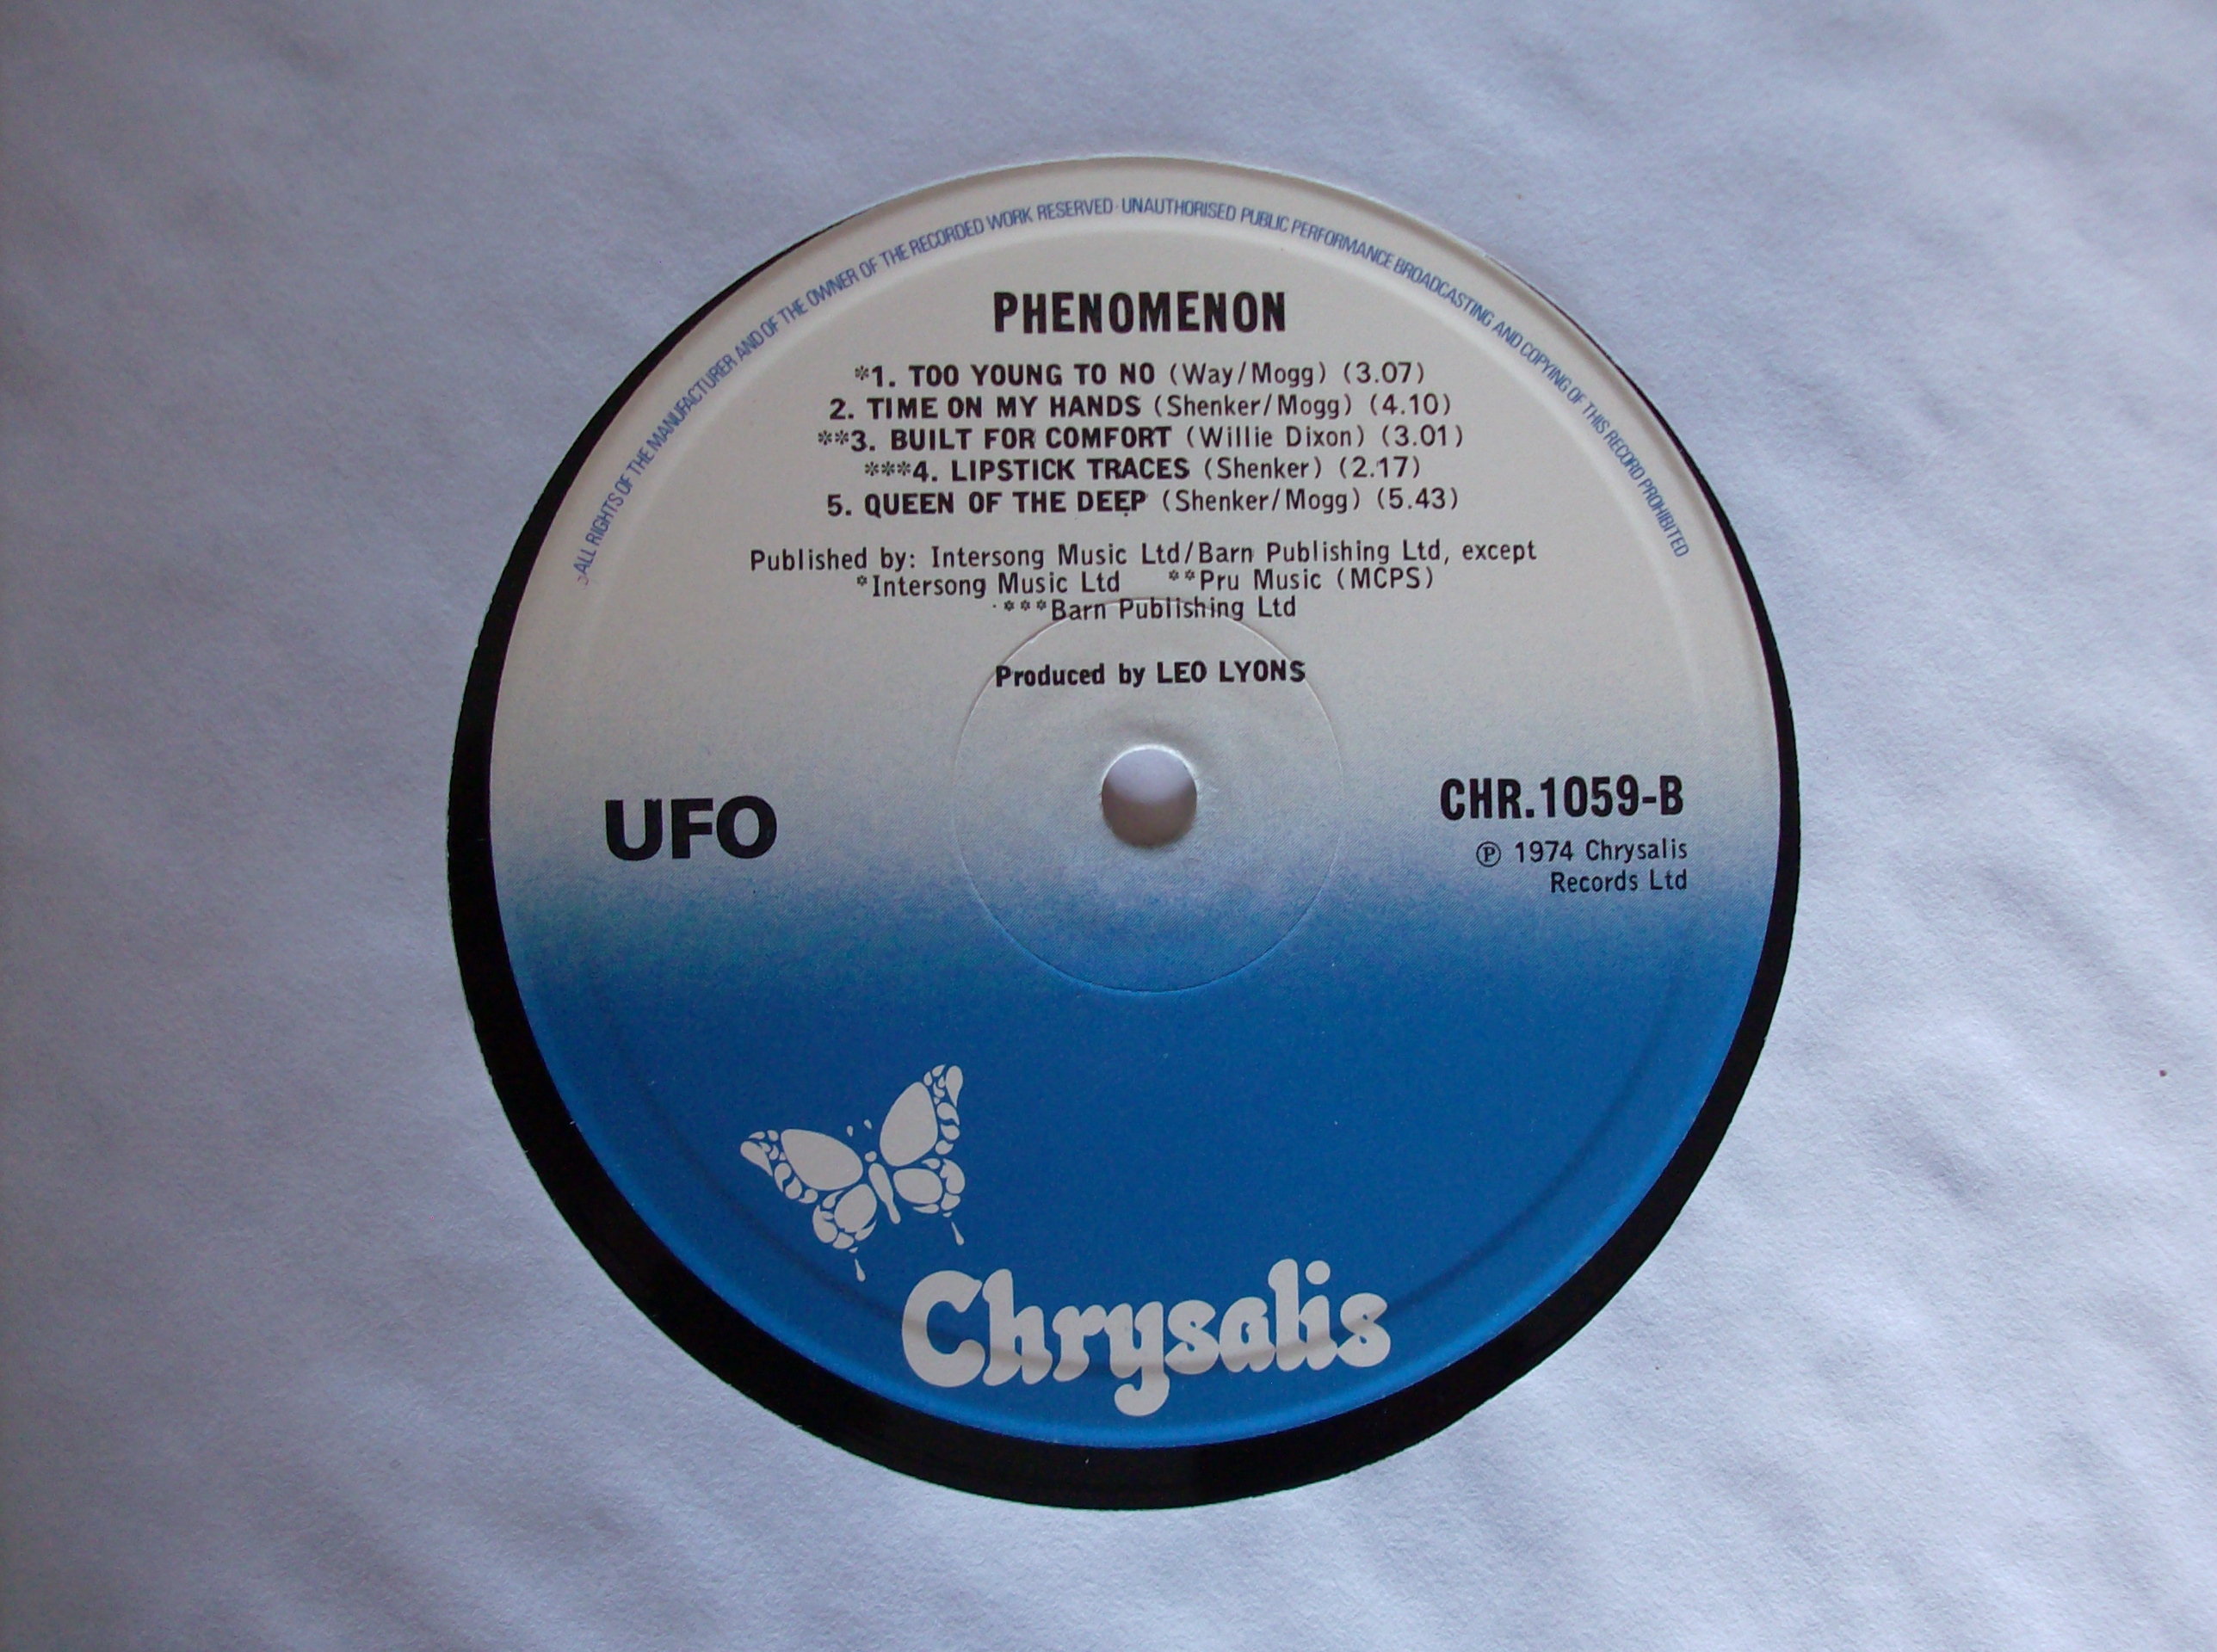 ALL RIGHTS OF THE MANUFACTURER AND OF THE OWNER OF THE RECORDED WORK RESERVED · UNAUTHORISED PUBLIC PERFORMANCE BROADCASTING AND COPYING OF THIS RECORD PROHIBITED
PHENOMENON
*1. TOO YOUNG TO NO (Way/Mogg) (3.07)
2. TIME ON MY HANDS (Shenker/Mogg) (4.10)
**3. BUILT FOR COMFORT (Willie Dixon) (3.01)
***4. LIPSTICK TRACES (Shenker) (2.17)
5. QUEEN OF THE DEEP (Shenker/Mogg) (5.43)
Published by: Intersong Music Ltd/Barn Publishing Ltd, except
*Intersong Music Ltd **Pru Music (MCPS)
***Barn Publishing Ltd
Produced by LEO LYONS
UFO
CHR.1059-B
Ⓟ 1974 Chrysalis
Records Ltd
Chrysalis